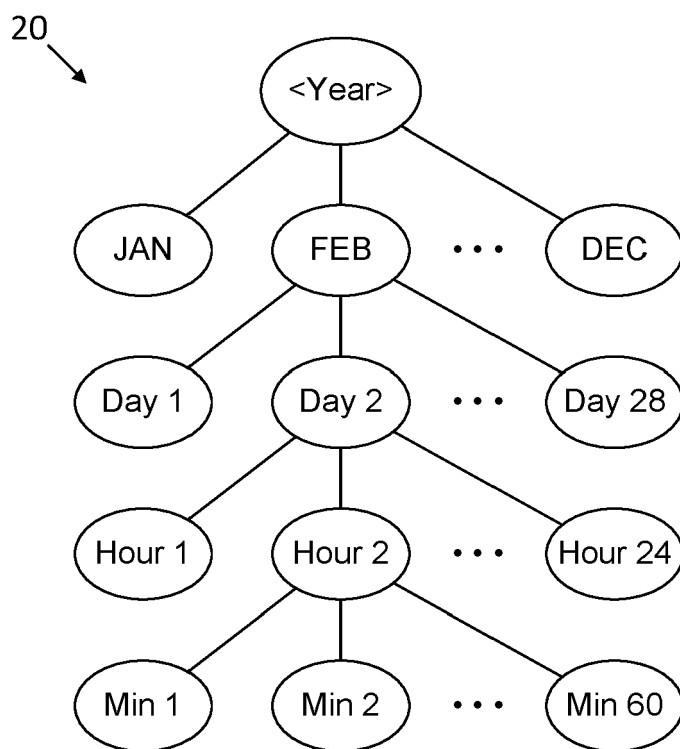 20
<Year>
JAN FEB • • • DEC
Day 1 Day 2 • • • Day 28
Hour 1 Hour 2 • • • Hour 24
Min 1 Min 2 • • • Min 60